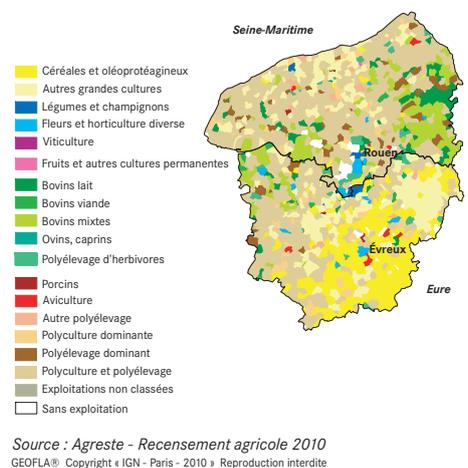 Seine-Maritime
Céréales et oléoprotéagineux
Autres grandes cultures
Légumes et champignons
Fleurs et horticulture diverse
Viticulture
Fruits et autres cultures permanentes
Bovins lait
Bovins viande
Bovins mixtes
Ovins, caprins
Polyélevage d'herbivores
Porcins
Aviculture
Autre polyélevage
Polyculture dominante
Polyélevage dominant
Polyculture et polyélevage
Exploitations non classées
Sans exploitation
Rouen
Évreux
Eure
Source : Agreste - Recensement agricole 2010
GEOFLA® Copyright « IGN - Paris - 2010 » Reproduction interdite